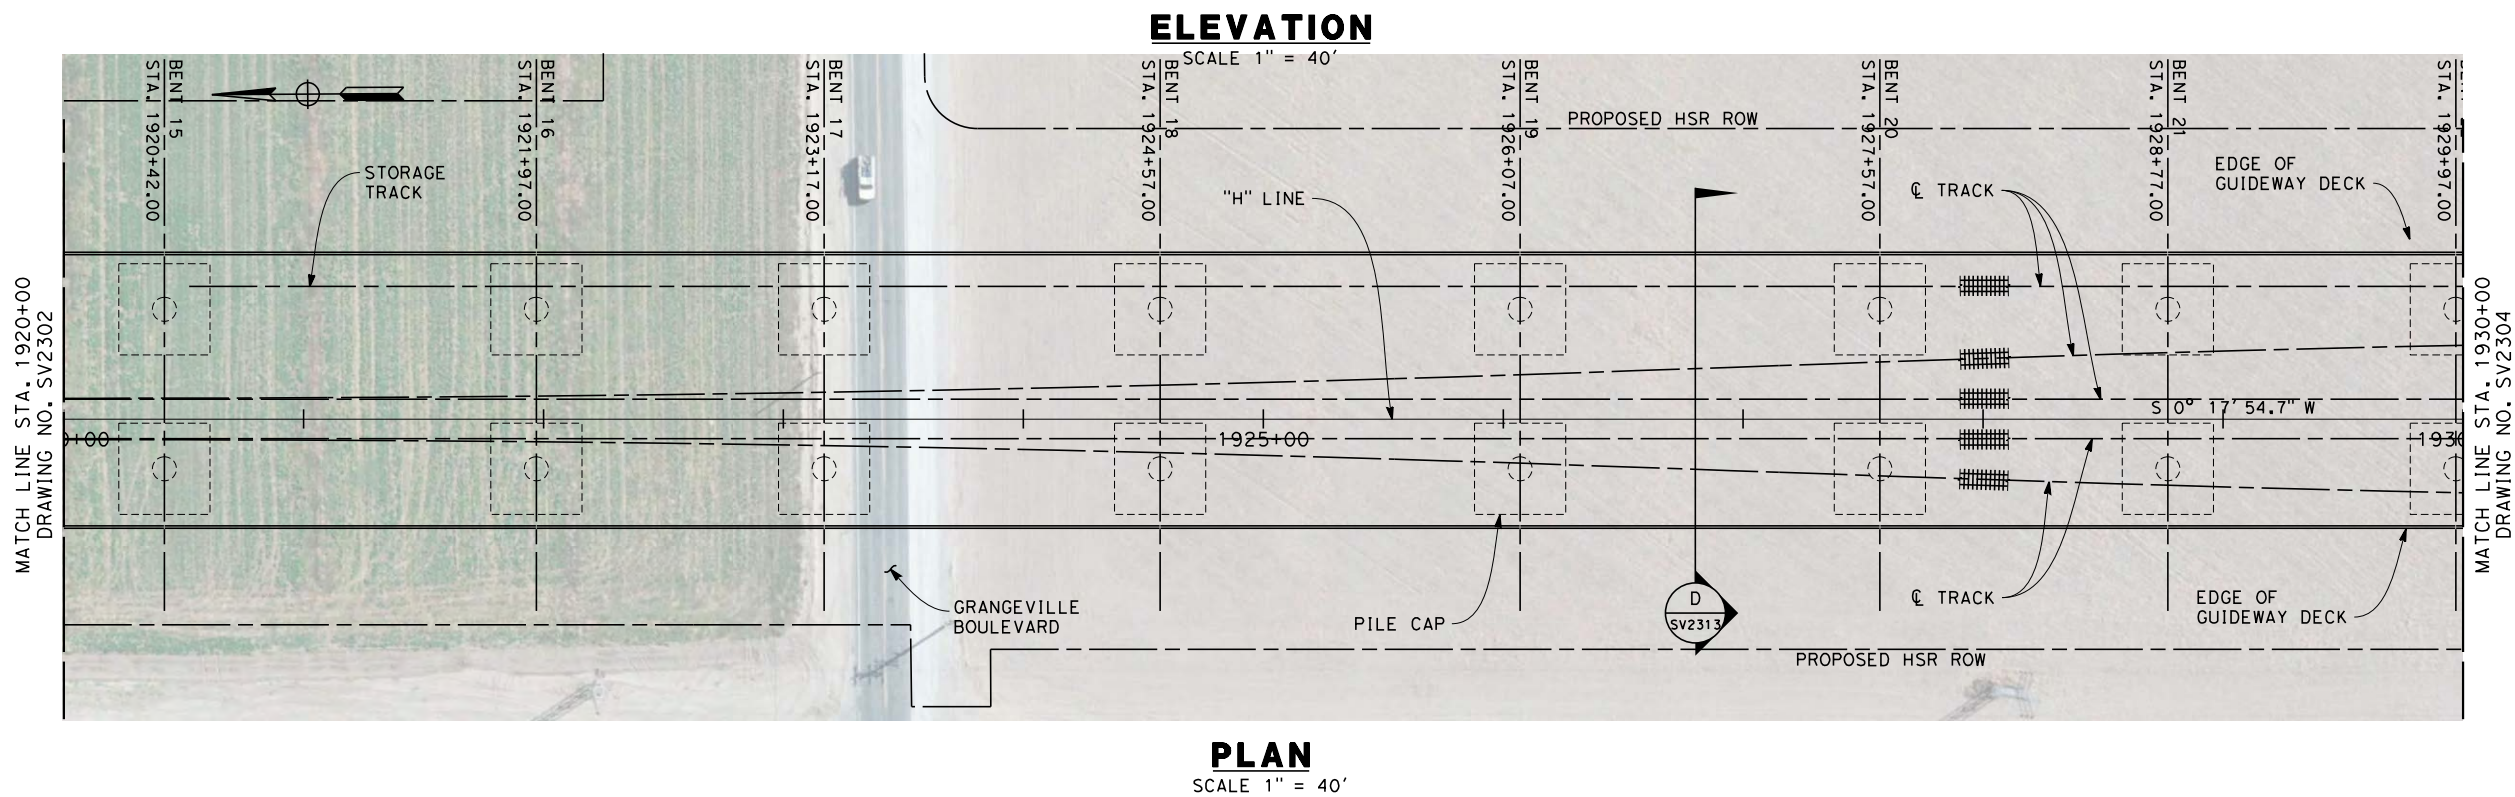 ELEVATION
SCALE 1" = 40'
BENT 15
STA. 1920+42.00
BENT 16
STA. 1921+97.00
BENT 17
STA. 1923+17.00
BENT 18
STA. 1924+57.00
BENT 19
STA. 1926+07.00
BENT 20
STA. 1927+57.00
BENT 21
STA. 1928+77.00
STA. 1929+97.00
PROPOSED HSR ROW
STORAGE
TRACK
"H" LINE
℄ TRACK
EDGE OF
GUIDEWAY DECK
MATCH LINE STA. 1920+00
DRAWING NO. SV2302
MATCH LINE STA. 1930+00
DRAWING NO. SV2304
S 0° 17' 54.7" W
0+00
1925+00
1930
GRANGEVILLE
BOULEVARD
PILE CAP
D
SV2313
℄ TRACK
EDGE OF
GUIDEWAY DECK
PROPOSED HSR ROW
PLAN
SCALE 1" = 40'